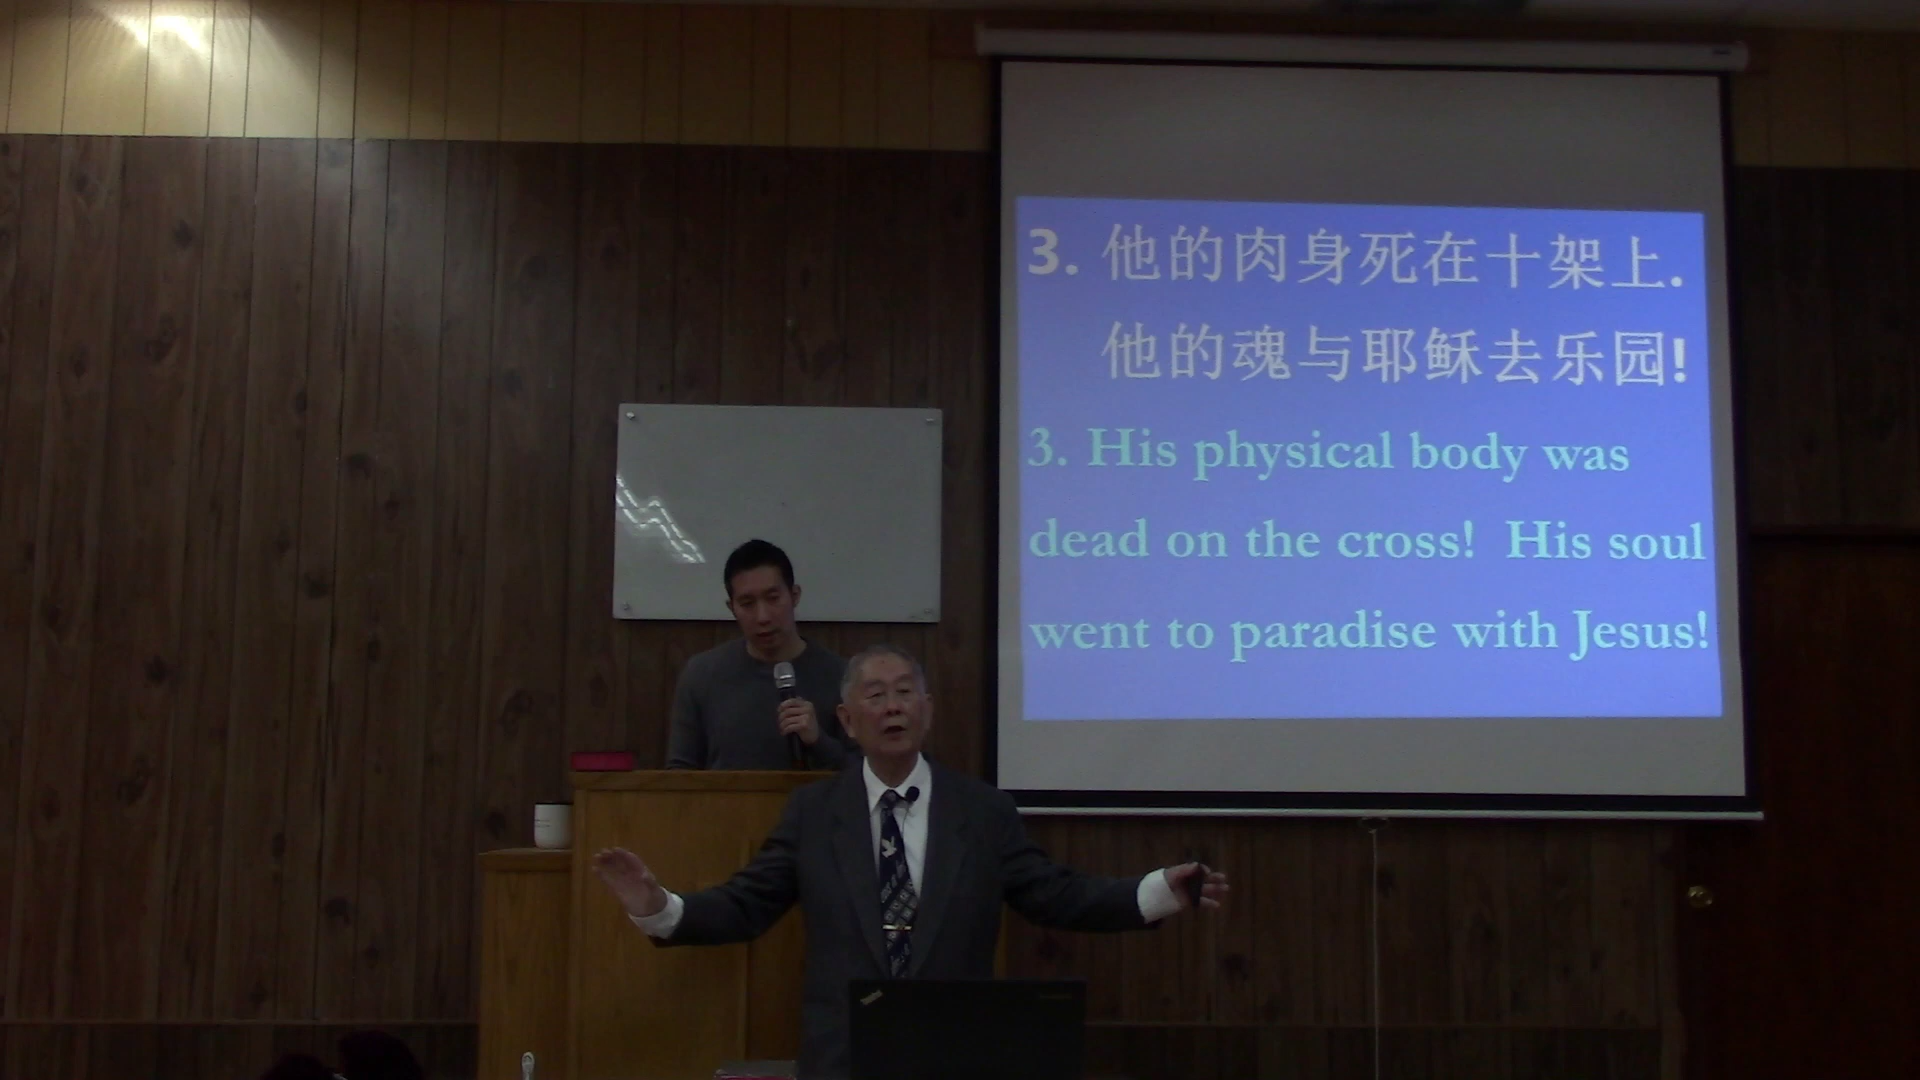 3. 他的肉身死在十架上.
他的魂与耶稣去乐园!
3. His physical body was
dead on the cross! His soul
went to paradise with Jesus!
ThinkPad